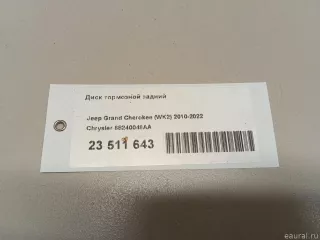 Диск тормозной задний
Jeep Grand Cherokee (WK2) 2010-2022
Chrysler 68240048AA
23 511 643
eaural.ru